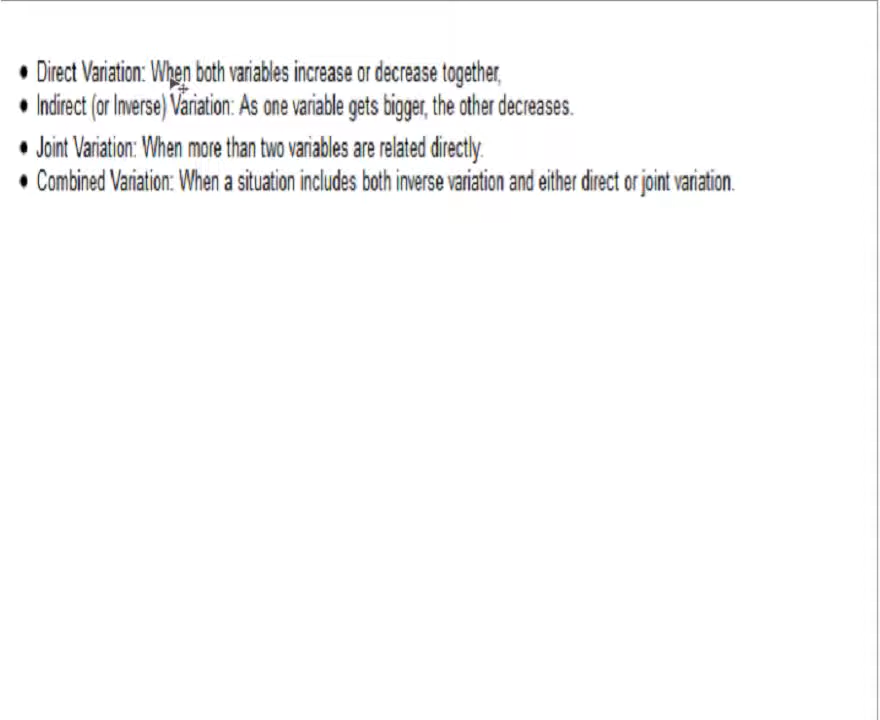 • Direct Variation: When both variables increase or decrease together,
• Indirect (or Inverse) Variation: As one variable gets bigger, the other decreases.
• Joint Variation: When more than two variables are related directly.
• Combined Variation: When a situation includes both inverse variation and either direct or joint variation.